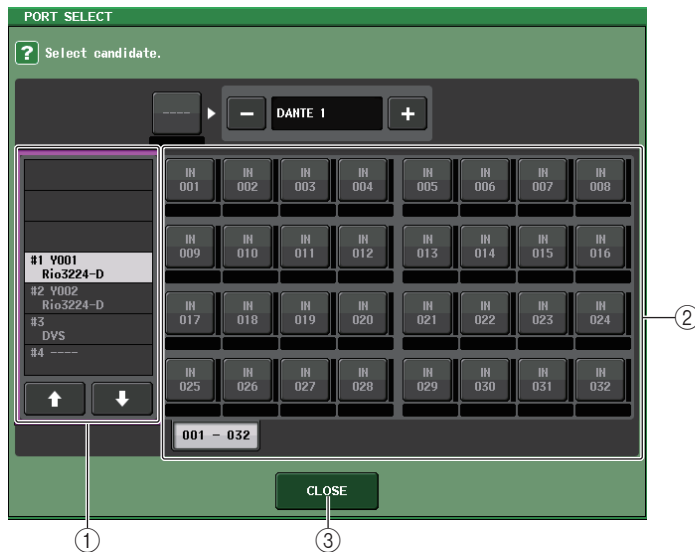 PORT SELECT
? Select candidate.
---- − DANTE 1 +
#1 Y001
Rio3224-D
#2 Y002
Rio3224-D
#3
DVS
#4 ----
IN 001 IN 002 IN 003 IN 004 IN 005 IN 006 IN 007 IN 008
IN 009 IN 010 IN 011 IN 012 IN 013 IN 014 IN 015 IN 016
IN 017 IN 018 IN 019 IN 020 IN 021 IN 022 IN 023 IN 024
IN 025 IN 026 IN 027 IN 028 IN 029 IN 030 IN 031 IN 032
001 - 032
②
CLOSE
① ③